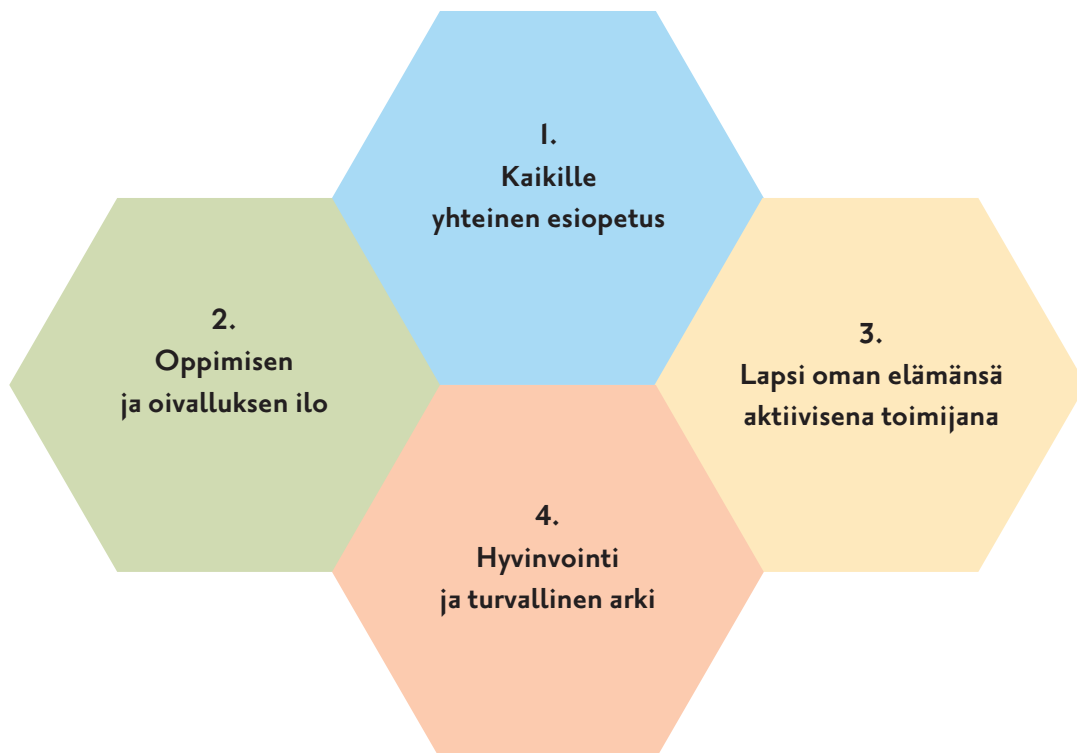 1.
Kaikille
yhteinen esiopetus
2.
Oppimisen
ja oivalluksen ilo
3.
Lapsi oman elämänsä
aktiivisena toimijana
4.
Hyvinvointi
ja turvallinen arki